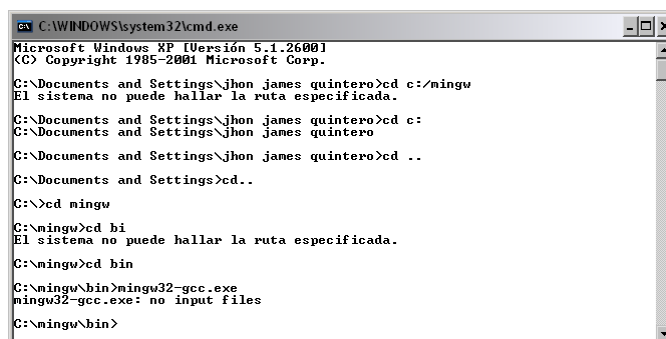 C:\WINDOWS\system32\cmd.exe
Microsoft Windows XP [Versión 5.1.2600]
(C) Copyright 1985-2001 Microsoft Corp.
C:\Documents and Settings\jhon james quintero>cd c:/mingw
El sistema no puede hallar la ruta especificada.
C:\Documents and Settings\jhon james quintero>cd c:
C:\Documents and Settings\jhon james quintero
C:\Documents and Settings\jhon james quintero>cd ..
C:\Documents and Settings>cd..
C:\>cd mingw
C:\mingw>cd bi
El sistema no puede hallar la ruta especificada.
C:\mingw>cd bin
C:\mingw\bin>mingw32-gcc.exe
mingw32-gcc.exe: no input files
C:\mingw\bin>